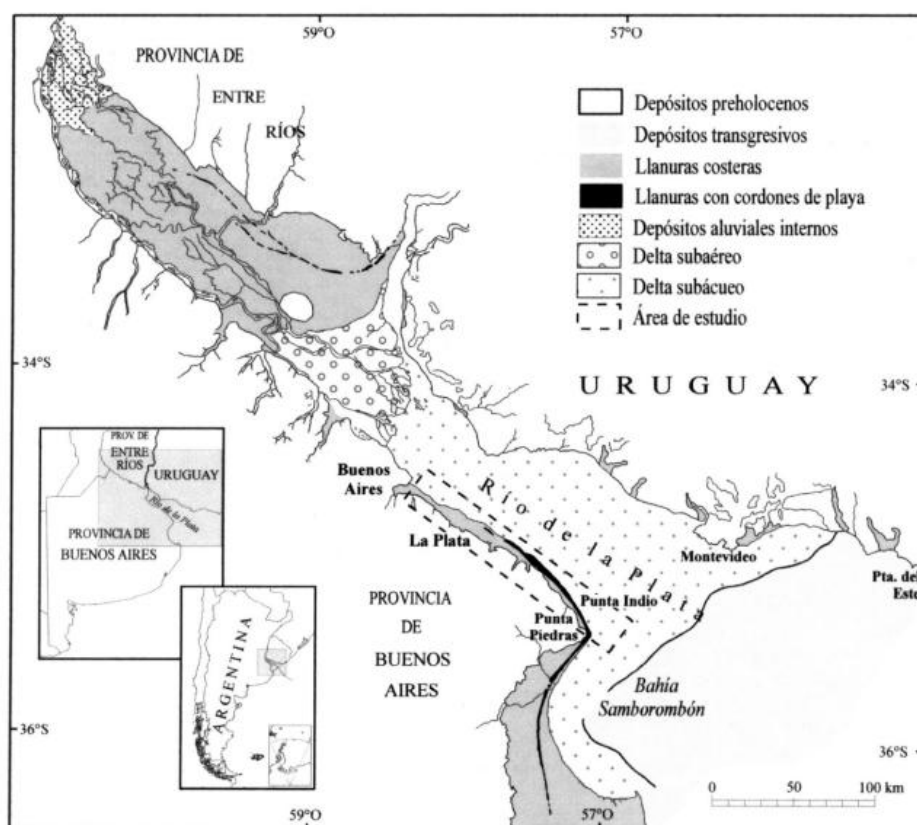 59°O
57°O
PROVINCIA DE
ENTRE
RÍOS
Depósitos preholocenos
Depósitos transgresivos
Llanuras costeras
Llanuras con cordones de playa
Depósitos aluviales internos
Delta subaéreo
Delta subácueo
Área de estudio
34°S
URUGUAY
34°S
PROV. DE
ENTRE
RÍOS
URUGUAY
Río de la Plata
PROVINCIA DE
BUENOS AIRES
Buenos
Aires
Río de la Plata
La Plata
Montevideo
Pta. del
Este
Punta Indio
Punta
Piedras
PROVINCIA
DE
BUENOS
AIRES
Bahía
Samborombón
ARGENTINA
36°S
36°S
0 50 100 km
59°O
57°O